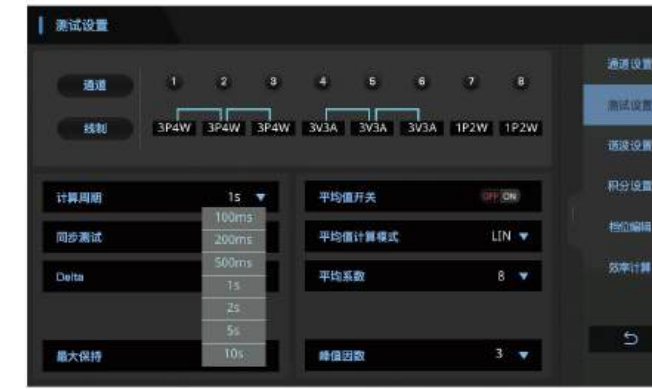 测试设置
通道 1 2 3 4 5 6 7 8
线制 3P4W 3P4W 3P4W 3V3A 3V3A 3V3A 1P2W 1P2W
计算周期 1s
100ms
200ms
500ms
1s
2s
5s
10s
同步测试
Delta
最大保持
平均值开关 OFF ON
平均值计算模式 LIN
平均系数 8
峰值因数 3
通道设置
测试设置
谐波设置
积分设置
档位编辑
效率计算